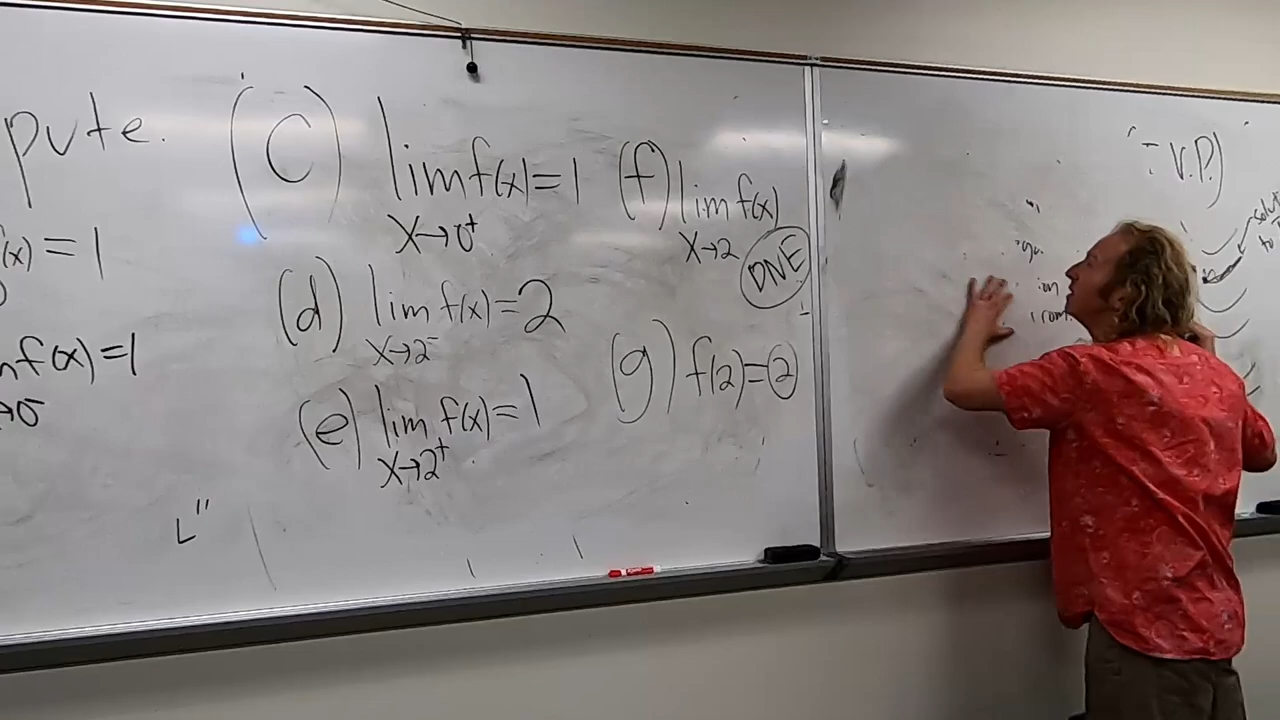 pute.
f(x)=1
mf(x)=1
→0⁻
(C) lim f(x)=1
X→0⁺
(d) lim f(x)=2
X→2⁻
(e) lim f(x)=1
X→2⁺
(f) lim f(x)
X→2
DNE
(g) f(2)=2
L"
V.P.)
to